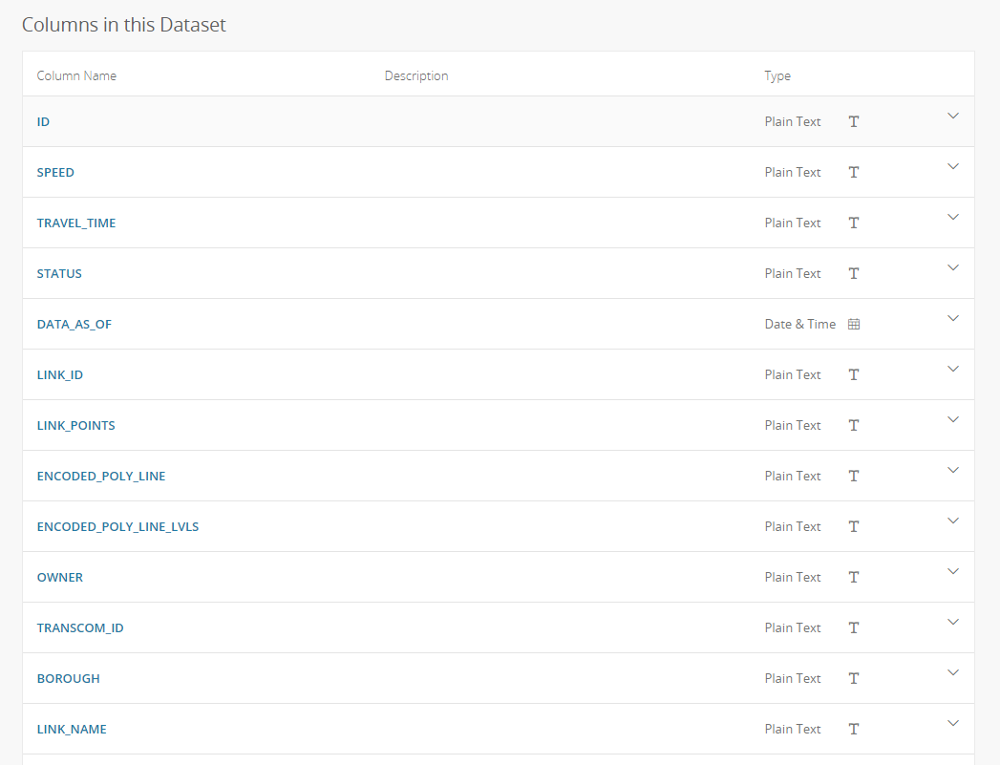 Columns in this Dataset
Column Name Description Type
ID Plain Text T
SPEED Plain Text T
TRAVEL_TIME Plain Text T
STATUS Plain Text T
DATA_AS_OF Date & Time
LINK_ID Plain Text T
LINK_POINTS Plain Text T
ENCODED_POLY_LINE Plain Text T
ENCODED_POLY_LINE_LVLS Plain Text T
OWNER Plain Text T
TRANSCOM_ID Plain Text T
BOROUGH Plain Text T
LINK_NAME Plain Text T